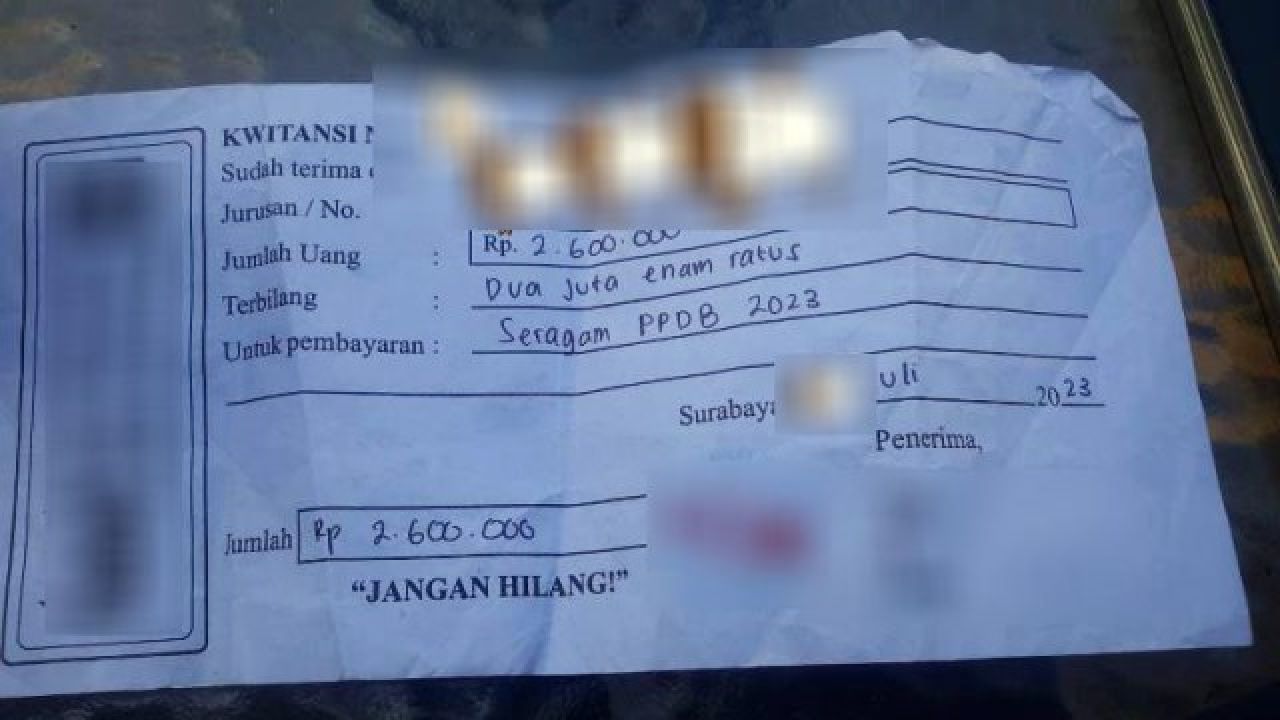 KWITANSI
Sudah terima
Jurusan / No.
Jumlah Uang : Rp. 2.600.000
Terbilang : Dua Juta enam ratus
Untuk pembayaran : Seragam PPDB 2023
Surabaya uli 2023
Penerima,
Jumlah Rp 2.600.000
“JANGAN HILANG!”